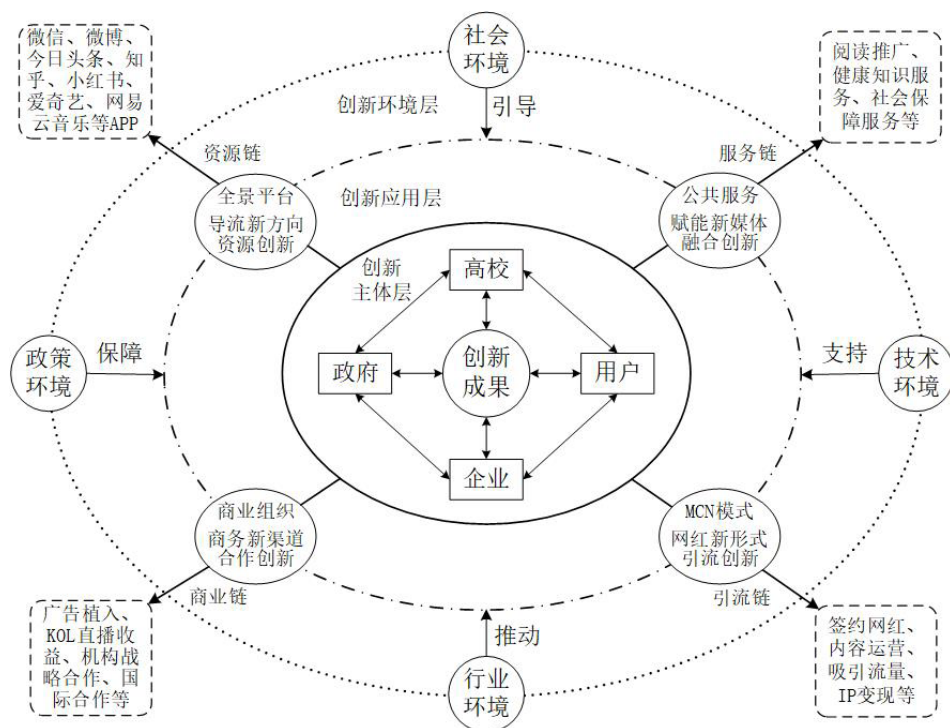 社会
环境
微信、微博、
今日头条、知
乎、小红书、
爱奇艺、网易
云音乐等APP
阅读推广、
健康知识服
务、社会保
障服务等
创新环境层
引导
资源链
服务链
全景平台
导流新方向
资源创新
创新应用层
公共服务
赋能新媒体
融合创新
创新
主体层
高校
政策
环境
保障
政府
创新
成果
用户
支持
技术
环境
企业
商业组织
商务新渠道
合作创新
MCN模式
网红新形式
引流创新
商业链
引流链
广告植入、
KOL直播收
益、机构战
略合作、国
际合作等
推动
行业
环境
签约网红、
内容运营、
吸引流量、
IP变现等